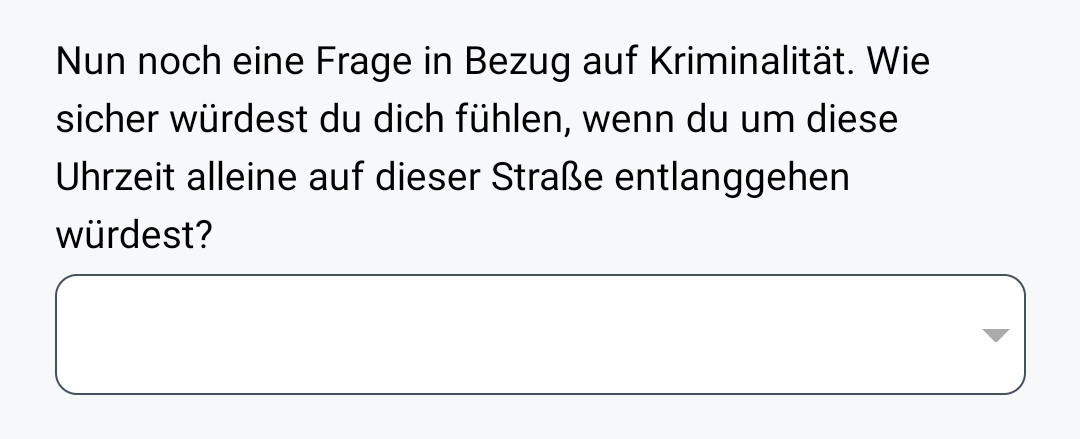 Nun noch eine Frage in Bezug auf Kriminalität. Wie
sicher würdest du dich fühlen, wenn du um diese
Uhrzeit alleine auf dieser Straße entlanggehen
würdest?